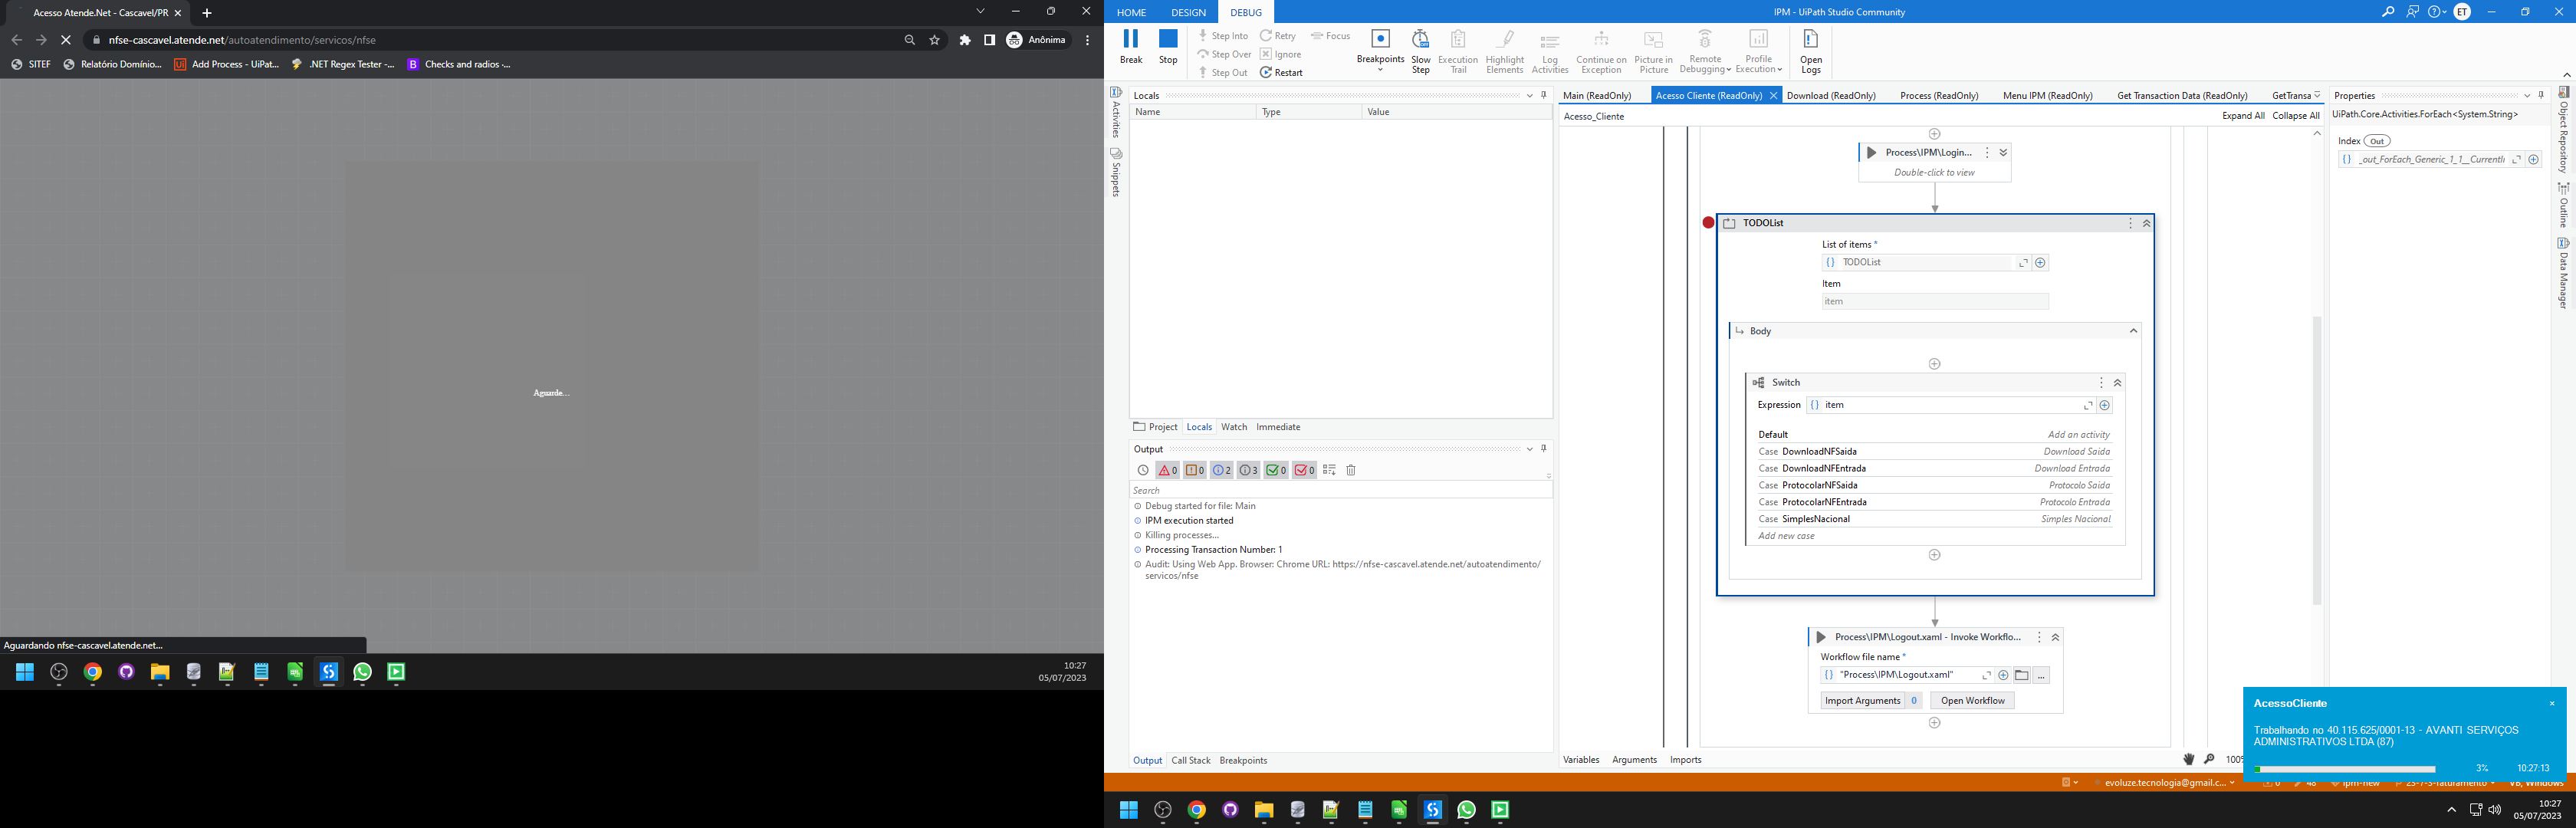 Acesso Atende.Net - Cascavel/PR
nfse-cascavel.atende.net/autoatendimento/servicos/nfse
Anônima
SITEF
Relatório Domínio...
Add Process - UiPat...
.NET Regex Tester -...
Checks and radios ·...
Aguarde...
Aguardando nfse-cascavel.atende.net...
10:27
05/07/2023
HOME
DESIGN
DEBUG
IPM - UiPath Studio Community
ET
Break
Stop
Step Into
Step Over
Step Out
Retry
Ignore
Restart
Focus
Breakpoints
Slow Step
Execution Trail
Highlight Elements
Log Activities
Continue on Exception
Picture in Picture
Remote Debugging
Profile Execution
Open Logs
Activities
Snippets
Locals
Name
Type
Value
Project
Locals
Watch
Immediate
Output
0
0
2
3
0
0
Search
Debug started for file: Main
IPM execution started
Killing processes...
Processing Transaction Number: 1
Audit: Using Web App. Browser: Chrome URL: https://nfse-cascavel.atende.net/autoatendimento/
servicos/nfse
Output
Call Stack
Breakpoints
Main (ReadOnly)
Acesso Cliente (ReadOnly)
Download (ReadOnly)
Process (ReadOnly)
Menu IPM (ReadOnly)
Get Transaction Data (ReadOnly)
GetTransa
Acesso_Cliente
Expand All
Collapse All
Process\IPM\Login...
Double-click to view
TODOList
List of items *
TODOList
Item
item
Body
Switch
Expression
item
Default
Add an activity
Case DownloadNFSaida
Download Saida
Case DownloadNFEntrada
Download Entrada
Case ProtocolarNFSaida
Protocolo Saida
Case ProtocolarNFEntrada
Protocolo Entrada
Case SimplesNacional
Simples Nacional
Add new case
Process\IPM\Logout.xaml - Invoke Workflo...
Workflow file name *
"Process\IPM\Logout.xaml"
...
Import Arguments 0
Open Workflow
Variables
Arguments
Imports
100%
Properties
UiPath.Core.Activities.ForEach<System.String>
Index
Out
_out_ForEach_Generic_1_1__CurrentI
Object Repository
Outline
Data Manager
AcessoCliente
Trabalhando no 40.115.625/0001-13 - AVANTI SERVIÇOS
ADMINISTRATIVOS LTDA (87)
3%
10:27:13
evoluze.tecnologia@gmail.c...
0
48
ipm-new
23-7-3-faturamento
VB, Windows
10:27
05/07/2023